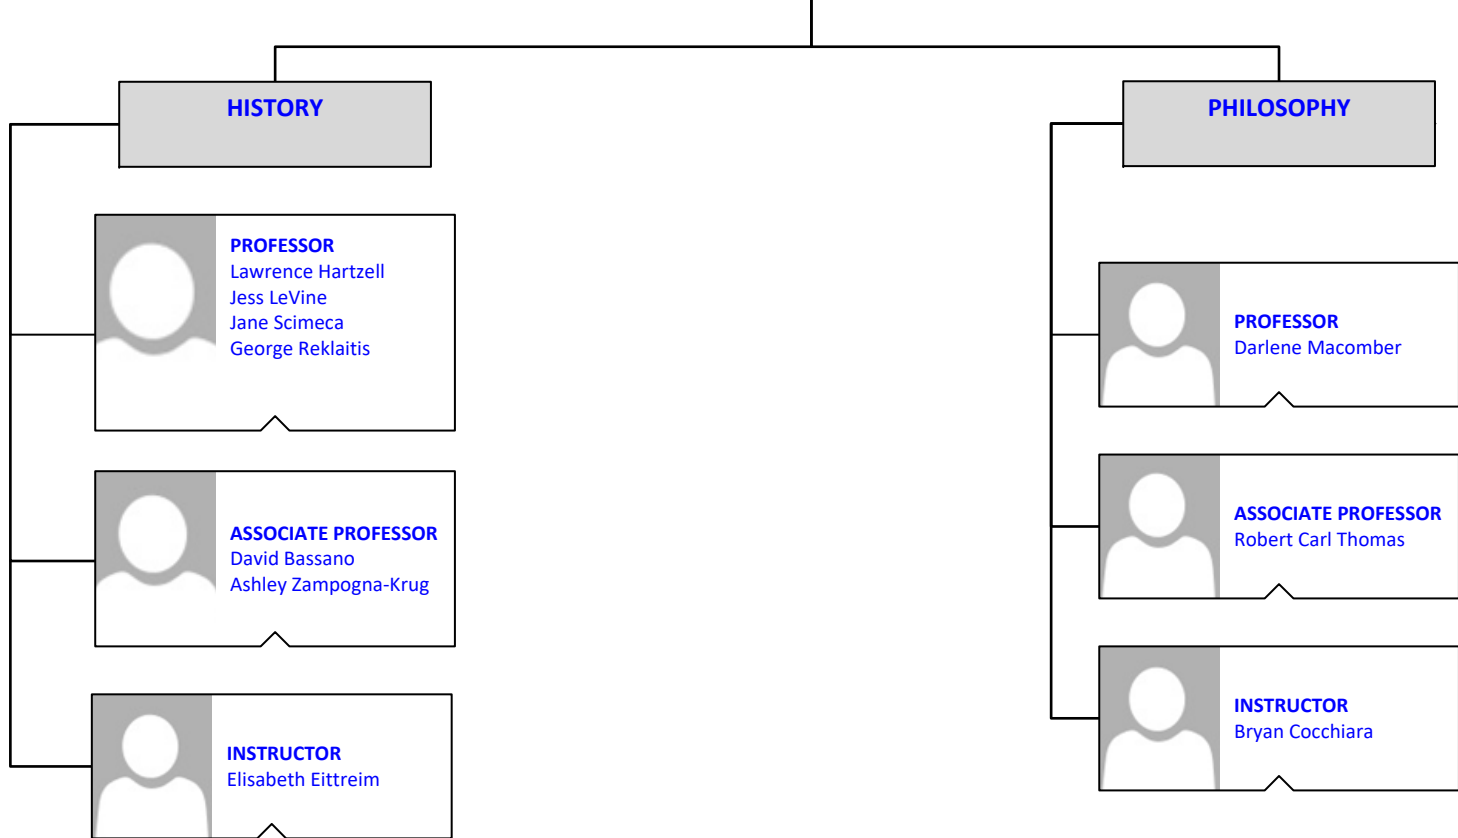 HISTORY
PROFESSOR
Lawrence Hartzell
Jess LeVine
Jane Scimeca
George Reklaitis
ASSOCIATE PROFESSOR
David Bassano
Ashley Zampogna-Krug
INSTRUCTOR
Elisabeth Eittreim
PHILOSOPHY
PROFESSOR
Darlene Macomber
ASSOCIATE PROFESSOR
Robert Carl Thomas
INSTRUCTOR
Bryan Cocchiara